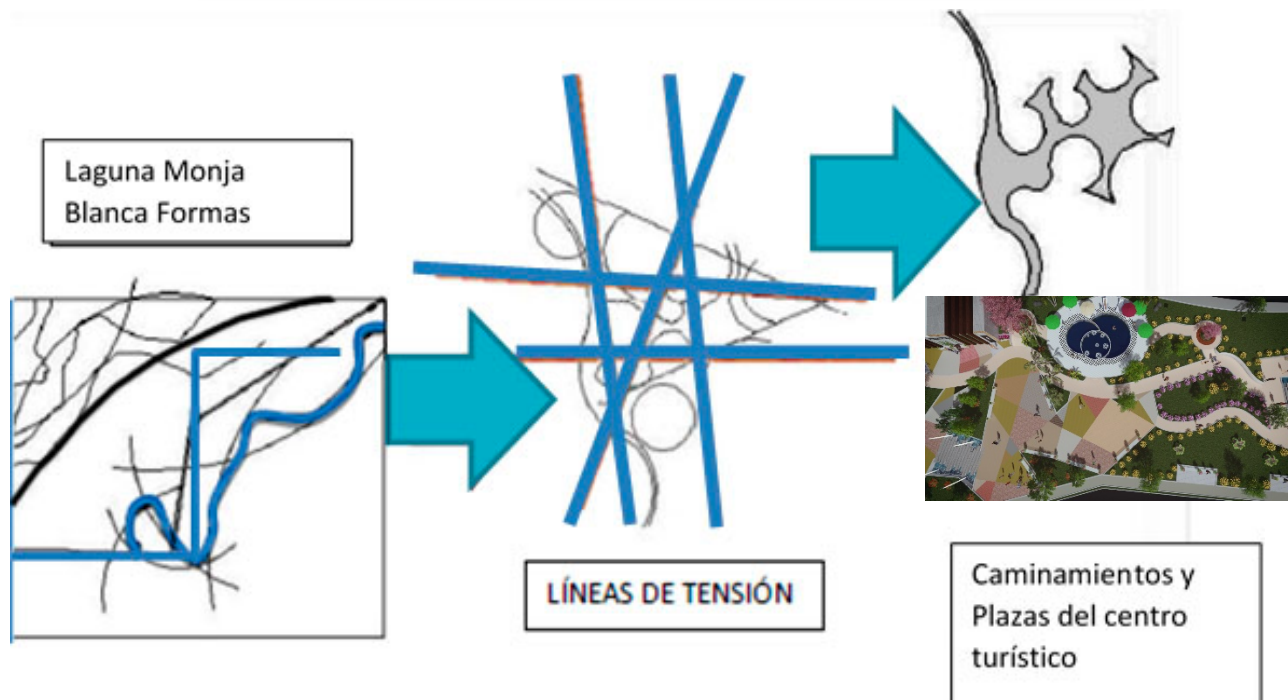 Laguna Monja
Blanca Formas
LÍNEAS DE TENSIÓN
Caminamientos y
Plazas del centro
turístico